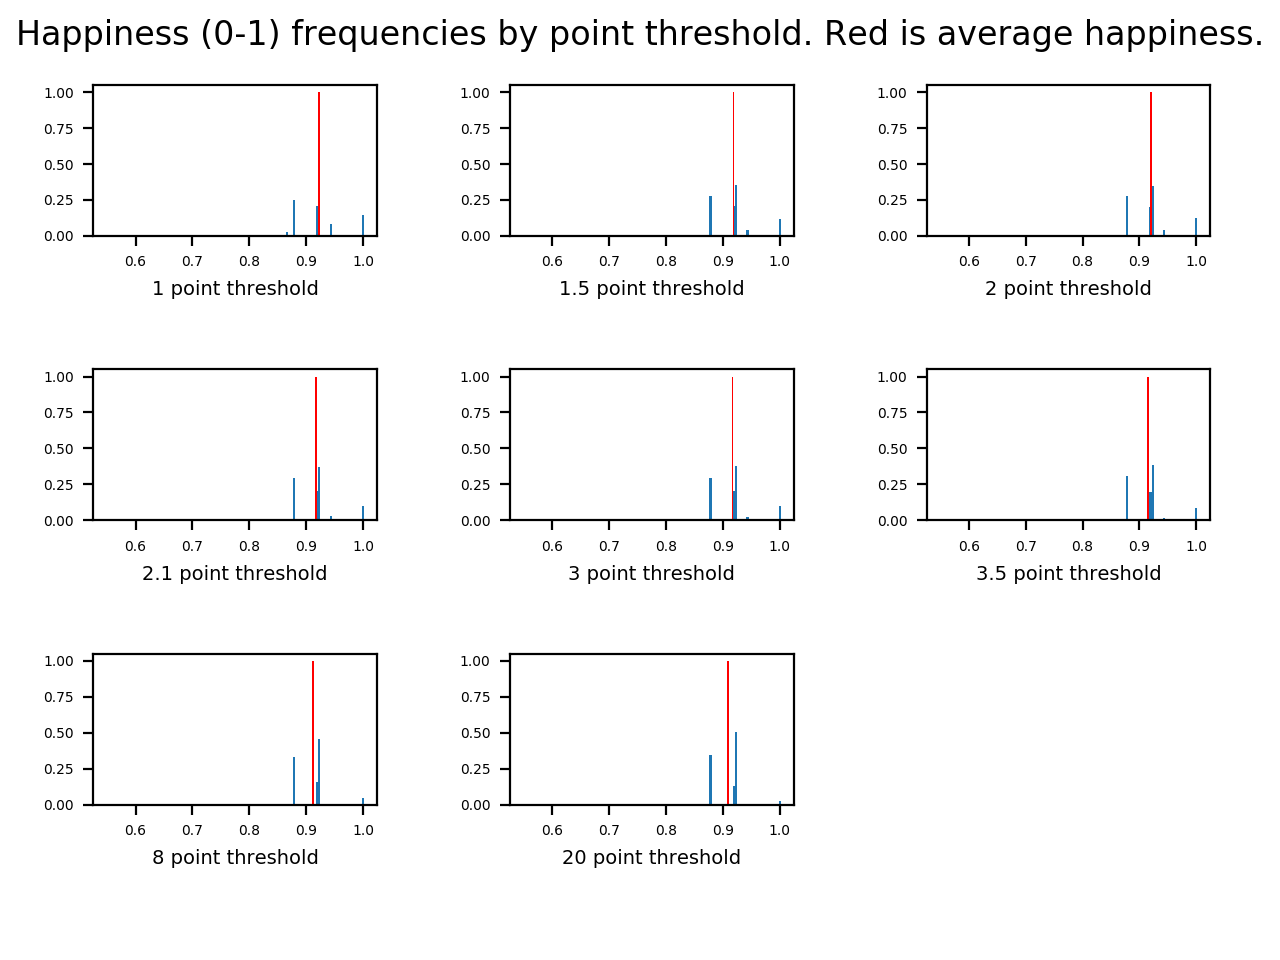 Happiness (0-1) frequencies by point threshold. Red is average happiness.
1.00 0.75 0.50 0.25 0.00
0.6 0.7 0.8 0.9 1.0
1 point threshold
1.00 0.75 0.50 0.25 0.00
0.6 0.7 0.8 0.9 1.0
1.5 point threshold
1.00 0.75 0.50 0.25 0.00
0.6 0.7 0.8 0.9 1.0
2 point threshold
1.00 0.75 0.50 0.25 0.00
0.6 0.7 0.8 0.9 1.0
2.1 point threshold
1.00 0.75 0.50 0.25 0.00
0.6 0.7 0.8 0.9 1.0
3 point threshold
1.00 0.75 0.50 0.25 0.00
0.6 0.7 0.8 0.9 1.0
3.5 point threshold
1.00 0.75 0.50 0.25 0.00
0.6 0.7 0.8 0.9 1.0
8 point threshold
1.00 0.75 0.50 0.25 0.00
0.6 0.7 0.8 0.9 1.0
20 point threshold